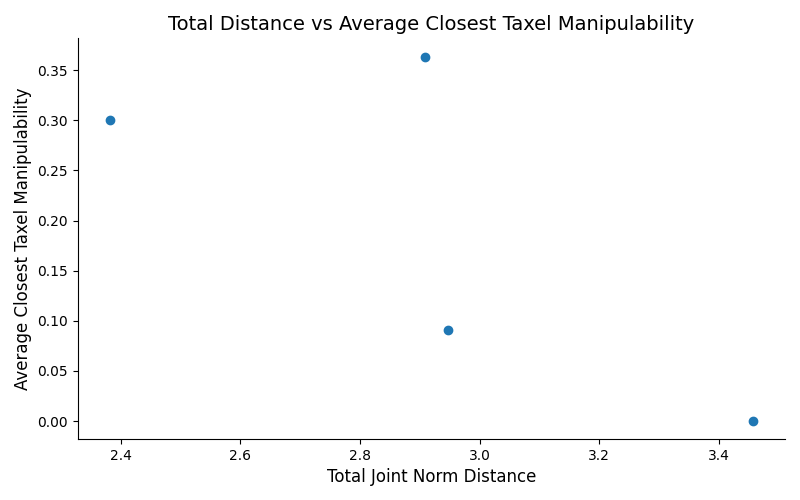 Total Distance vs Average Closest Taxel Manipulability
Average Closest Taxel Manipulability
0.35
0.30
0.25
0.20
0.15
0.10
0.05
0.00
2.4 2.6 2.8 3.0 3.2 3.4
Total Joint Norm Distance